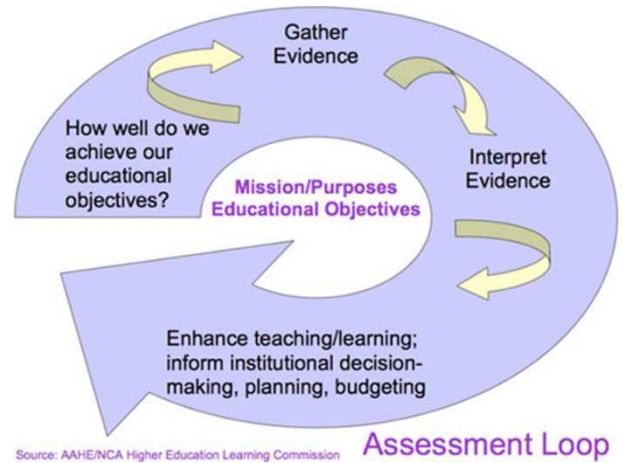 Gather
Evidence
How well do we
achieve our
educational
objectives?
Interpret
Evidence
Mission/Purposes
Educational Objectives
Enhance teaching/learning;
inform institutional decision-
making, planning, budgeting
Source: AAHE/NCA Higher Education Learning Commission
Assessment Loop